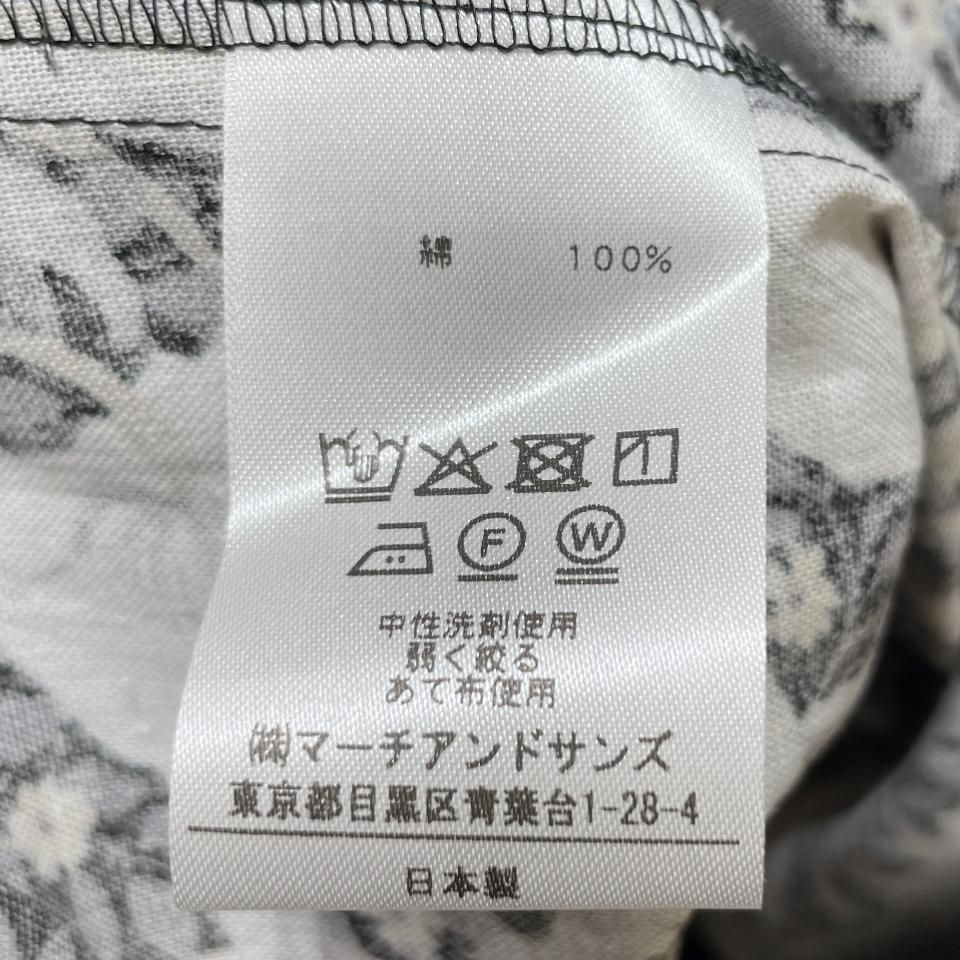 綿 100%
F W
中性洗剤使用
弱く絞る
あて布使用
㈱マーチアンドサンズ
東京都目黒区青葉台1-28-4
日本製